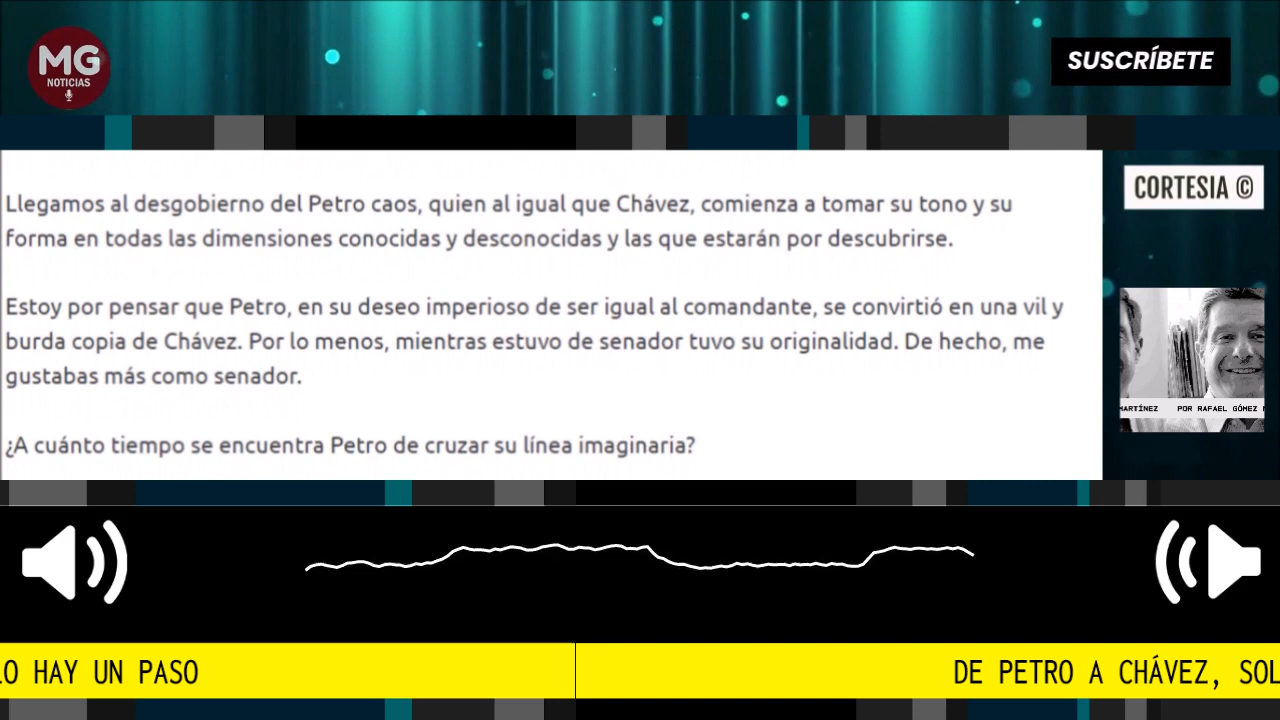 MG
NOTICIAS
SUSCRÍBETE
Llegamos al desgobierno del Petro caos, quien al igual que Chávez, comienza a tomar su tono y su
forma en todas las dimensiones conocidas y desconocidas y las que estarán por descubrirse.
Estoy por pensar que Petro, en su deseo imperioso de ser igual al comandante, se convirtió en una vil y
burda copia de Chávez. Por lo menos, mientras estuvo de senador tuvo su originalidad. De hecho, me
gustabas más como senador.
¿A cuánto tiempo se encuentra Petro de cruzar su línea imaginaria?
CORTESIA ©
MARTÍNEZ POR RAFAEL GÓMEZ
LO HAY UN PASO
DE PETRO A CHÁVEZ, SOL